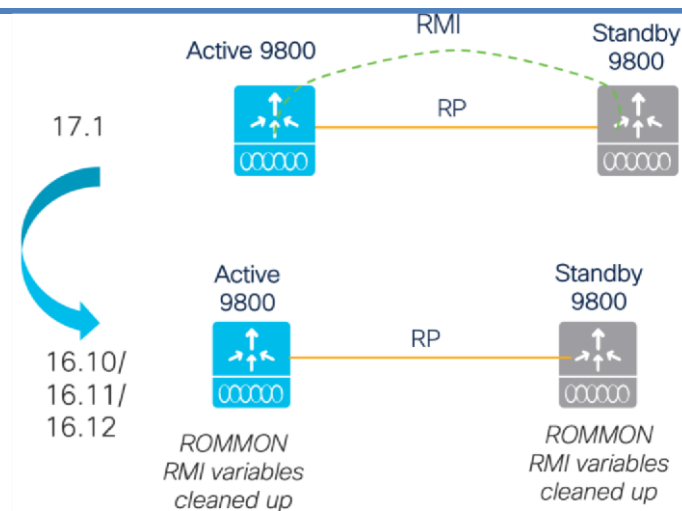 RMI
Active 9800
Standby
9800
RP
17.1
Active
9800
Standby
9800
RP
16.10/
16.11/
16.12
ROMMON
RMI variables
cleaned up
ROMMON
RMI variables
cleaned up